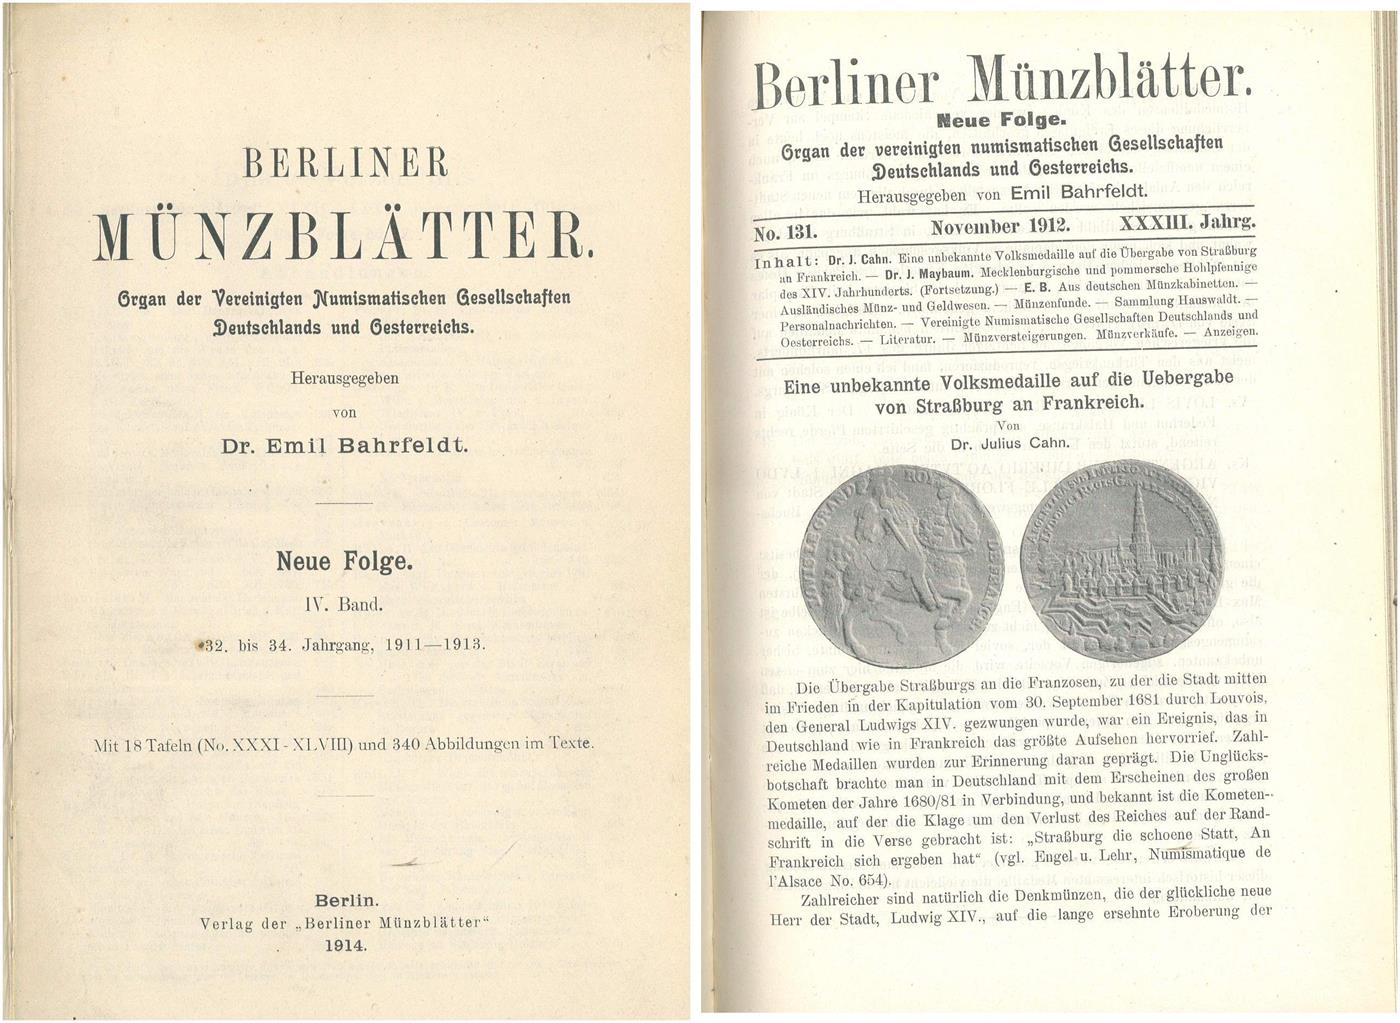 BERLINER
MÜNZBLÄTTER.
Organ der Vereinigten Numismatischen Gesellschaften
Deutschlands und Oesterreichs.
Herausgegeben
von
Dr. Emil Bahrfeldt.
Neue Folge.
IV. Band.
32. bis 34. Jahrgang, 1911—1913.
Mit 18 Tafeln (No. XXXI - XLVIII) und 340 Abbildungen im Texte.
Berlin.
Verlag der „Berliner Münzblätter“
1914.
Berliner Münzblätter.
Neue Folge.
Organ der vereinigten numismatischen Gesellschaften
Deutschlands und Oesterreichs.
Herausgegeben von Emil Bahrfeldt.
No. 131. November 1912. XXXIII. Jahrg.
Inhalt: Dr. J. Cahn. Eine unbekannte Volksmedaille auf die Übergabe von Straßburg
an Frankreich. — Dr. J. Maybaum. Mecklenburgische und pommersche Hohlpfennige
des XIV. Jahrhunderts. (Fortsetzung.) — E. B. Aus deutschen Münzkabinetten. —
Ausländisches Münz- und Geldwesen. — Münzenfunde. — Sammlung Hauswaldt. —
Personalnachrichten. — Vereinigte Numismatische Gesellschaften Deutschlands und
Oesterreichs. — Literatur. — Münzversteigerungen. Münzverkäufe. — Anzeigen.
Eine unbekannte Volksmedaille auf die Uebergabe
von Straßburg an Frankreich.
Von
Dr. Julius Cahn.
LOWIS LE GRAND ROY DE FRANCH
Die Übergabe Straßburgs an die Franzosen, zu der die Stadt mitten
im Frieden in der Kapitulation vom 30. September 1681 durch Louvois,
den General Ludwigs XIV. gezwungen wurde, war ein Ereignis, das in
Deutschland wie in Frankreich das größte Aufsehen hervorrief. Zahl-
reiche Medaillen wurden zur Erinnerung daran geprägt. Die Unglücks-
botschaft brachte man in Deutschland mit dem Erscheinen des großen
Kometen der Jahre 1680/81 in Verbindung, und bekannt ist die Kometen-
medaille, auf der die Klage um den Verlust des Reiches auf der Rand-
schrift in die Verse gebracht ist: „Straßburg die schoene Statt, An
Frankreich sich ergeben hat“ (vgl. Engel u. Lehr, Numismatique de
l'Alsace No. 654).
Zahlreicher sind natürlich die Denkmünzen, die der glückliche neue
Herr der Stadt, Ludwig XIV., auf die lange ersehnte Eroberung der